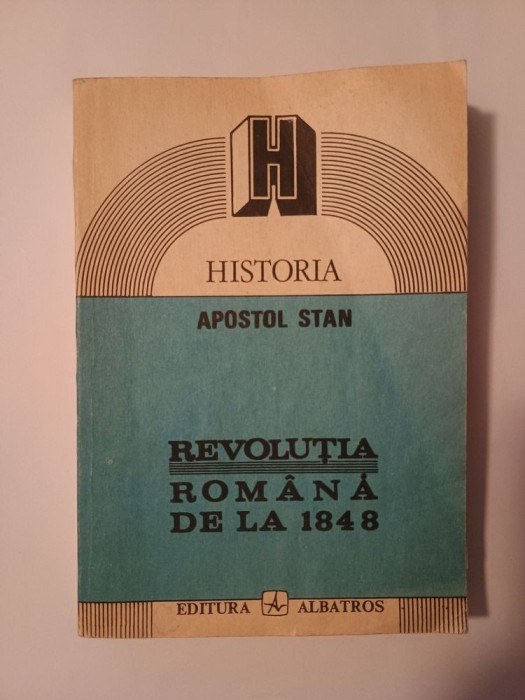 H
HISTORIA
APOSTOL STAN
REVOLUȚIA
ROMÂNĂ
DE LA 1848
EDITURA A ALBATROS